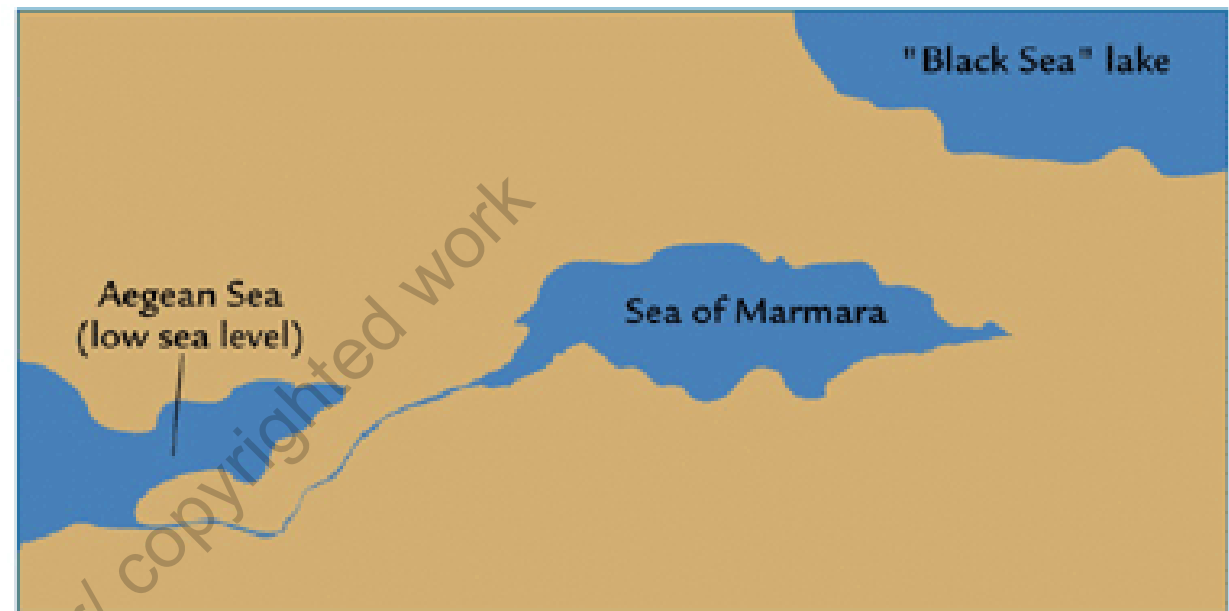 "Black Sea" lake
Aegean Sea
(low sea level)
Sea of Marmara
/ copyrighted work